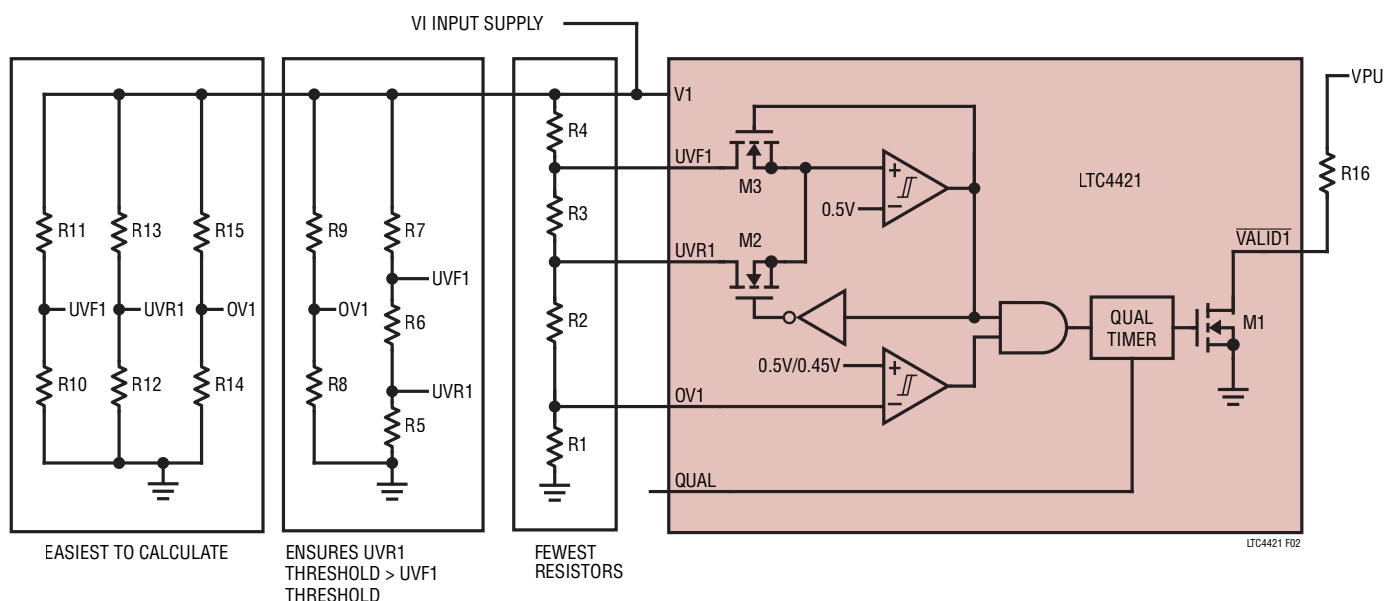 VI INPUT SUPPLY
R11
R13
R15
UVF1
UVR1
OV1
R10
R12
R14
EASIEST TO CALCULATE
R9
R7
UVF1
OV1
R6
R8
UVR1
R5
ENSURES UVR1
THRESHOLD > UVF1
THRESHOLD
R4
R3
R2
R1
FEWEST
RESISTORS
V1
UVF1
M3
+
−
0.5V
UVR1
M2
LTC4421
0.5V/0.45V
+
−
OV1
QUAL
QUAL
TIMER
M1
VALID1
VPU
R16
LTC4421 F02